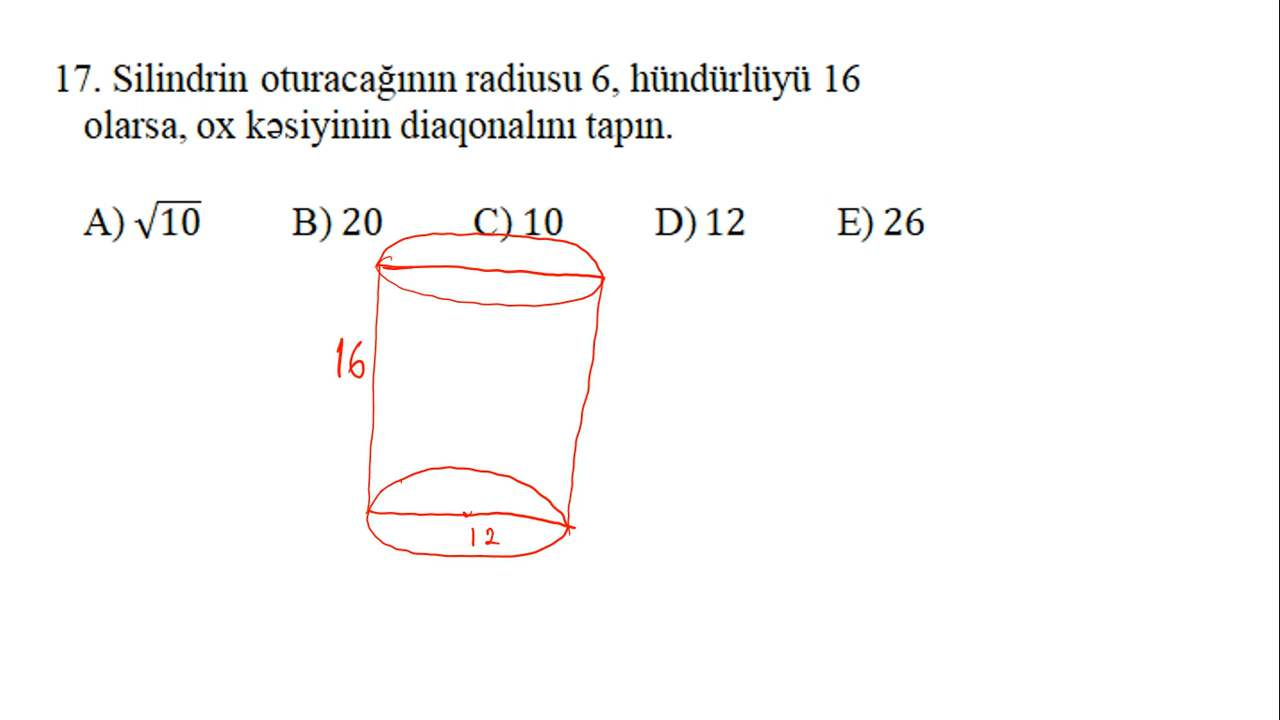 17. Silindrin oturacağının radiusu 6, hündürlüyü 16
olarsa, ox kəsiyinin diaqonalını tapın.
A) √10 B) 20 C) 10 D) 12 E) 26
16
12